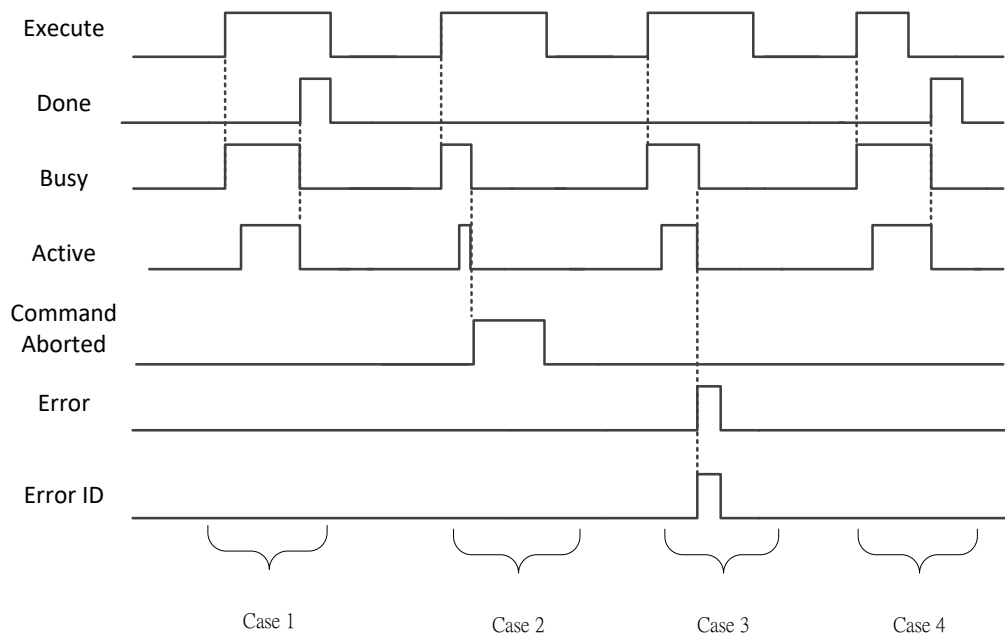 Execute
Done
Busy
Active
Command
Aborted
Error
Error ID
Case 1
Case 2
Case 3
Case 4